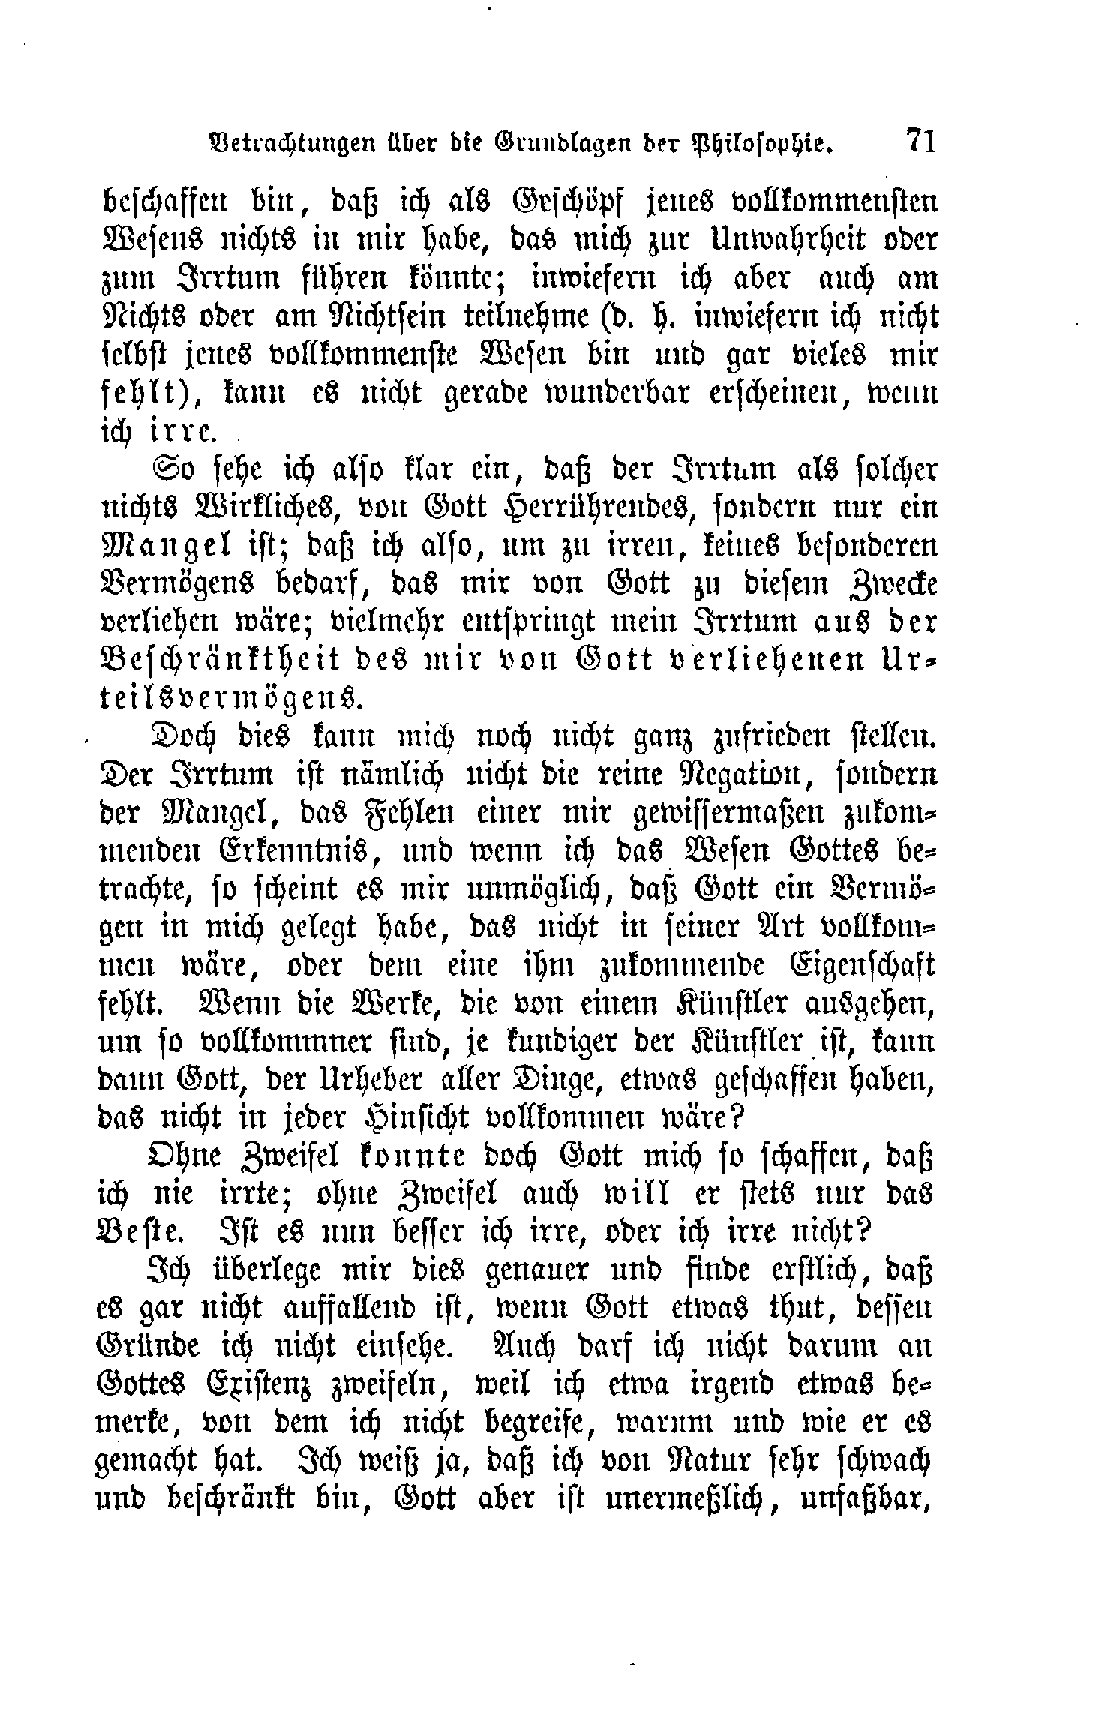 Betrachtungen über die Grundlagen der Philosophie. 71
beschaffen bin, daß ich als Geschöpf jenes vollkommensten
Wesens nichts in mir habe, das mich zur Unwahrheit oder
zum Irrtum führen könnte; inwiefern ich aber auch am
Nichts oder am Nichtsein teilnehme (d. h. inwiefern ich nicht
selbst jenes vollkommenste Wesen bin und gar vieles mir
fehlt), kann es nicht gerade wunderbar erscheinen, wenn
ich irre.
So sehe ich also klar ein, daß der Irrtum als solcher
nichts Wirkliches, von Gott Herrührendes, sondern nur ein
Mangel ist; daß ich also, um zu irren, keines besonderen
Vermögens bedarf, das mir von Gott zu diesem Zwecke
verliehen wäre; vielmehr entspringt mein Irrtum aus der
Beschränktheit des mir von Gott verliehenen Ur-
teilsvermögens.
Doch dies kann mich noch nicht ganz zufrieden stellen.
Der Irrtum ist nämlich nicht die reine Negation, sondern
der Mangel, das Fehlen einer mir gewissermaßen zukom-
menden Erkenntnis, und wenn ich das Wesen Gottes be-
trachte, so scheint es mir unmöglich, daß Gott ein Vermö-
gen in mich gelegt habe, das nicht in seiner Art vollkom-
men wäre, oder dem eine ihm zukommende Eigenschaft
fehlt. Wenn die Werke, die von einem Künstler ausgehen,
um so vollkommner sind, je kundiger der Künstler ist, kann
dann Gott, der Urheber aller Dinge, etwas geschaffen haben,
das nicht in jeder Hinsicht vollkommen wäre?
Ohne Zweifel konnte doch Gott mich so schaffen, daß
ich nie irrte; ohne Zweifel auch will er stets nur das
Beste. Ist es nun besser ich irre, oder ich irre nicht?
Ich überlege mir dies genauer und finde erstlich, daß
es gar nicht auffallend ist, wenn Gott etwas thut, dessen
Gründe ich nicht einsehe. Auch darf ich nicht darum an
Gottes Existenz zweifeln, weil ich etwa irgend etwas be-
merke, von dem ich nicht begreife, warum und wie er es
gemacht hat. Ich weiß ja, daß ich von Natur sehr schwach
und beschränkt bin, Gott aber ist unermeßlich, unfaßbar,